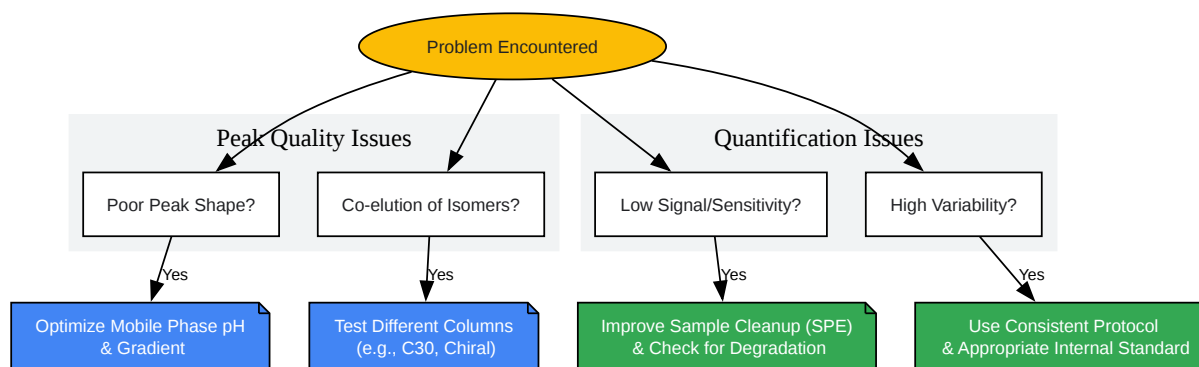 Problem Encountered
Peak Quality Issues
Quantification Issues
Poor Peak Shape?
Co-elution of Isomers?
Low Signal/Sensitivity?
High Variability?
Yes
Yes
Yes
Yes
Optimize Mobile Phase pH
& Gradient
Test Different Columns
(e.g., C30, Chiral)
Improve Sample Cleanup (SPE)
& Check for Degradation
Use Consistent Protocol
& Appropriate Internal Standard